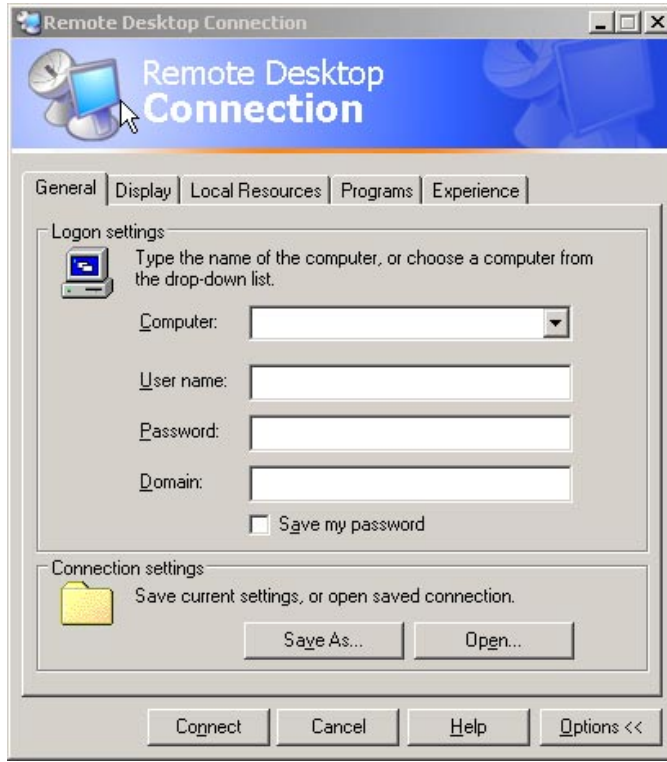 Remote Desktop Connection
Remote Desktop
Connection
General Display Local Resources Programs Experience
Logon settings
Type the name of the computer, or choose a computer from
the drop-down list.
Computer:
User name:
Password:
Domain:
Save my password
Connection settings
Save current settings, or open saved connection.
Save As... Open...
Connect Cancel Help Options <<